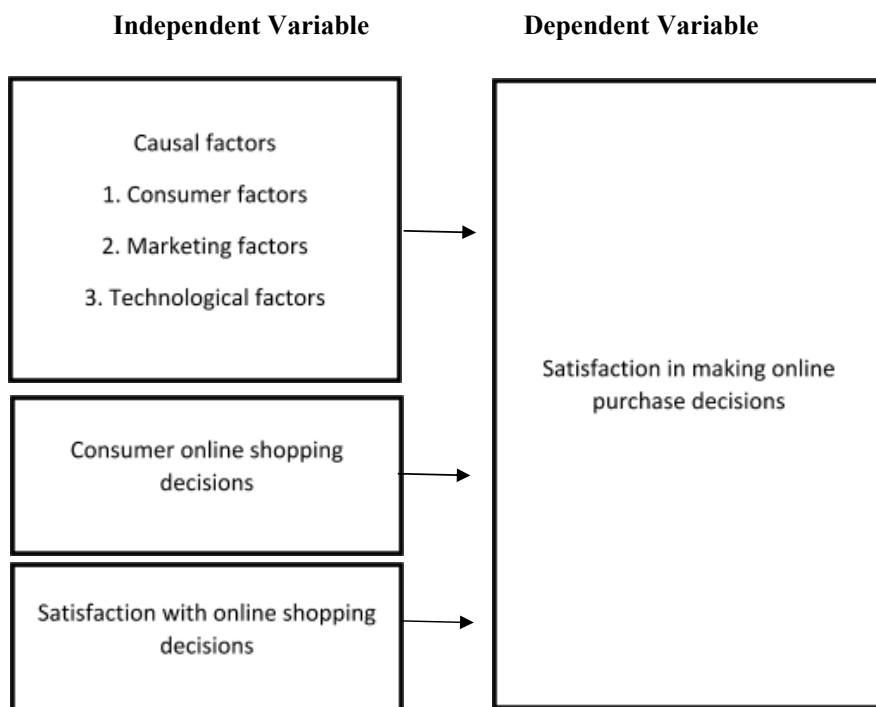 Independent Variable
Dependent Variable
Causal factors
1. Consumer factors
2. Marketing factors
3. Technological factors
Consumer online shopping
decisions
Satisfaction with online shopping
decisions
Satisfaction in making online
purchase decisions